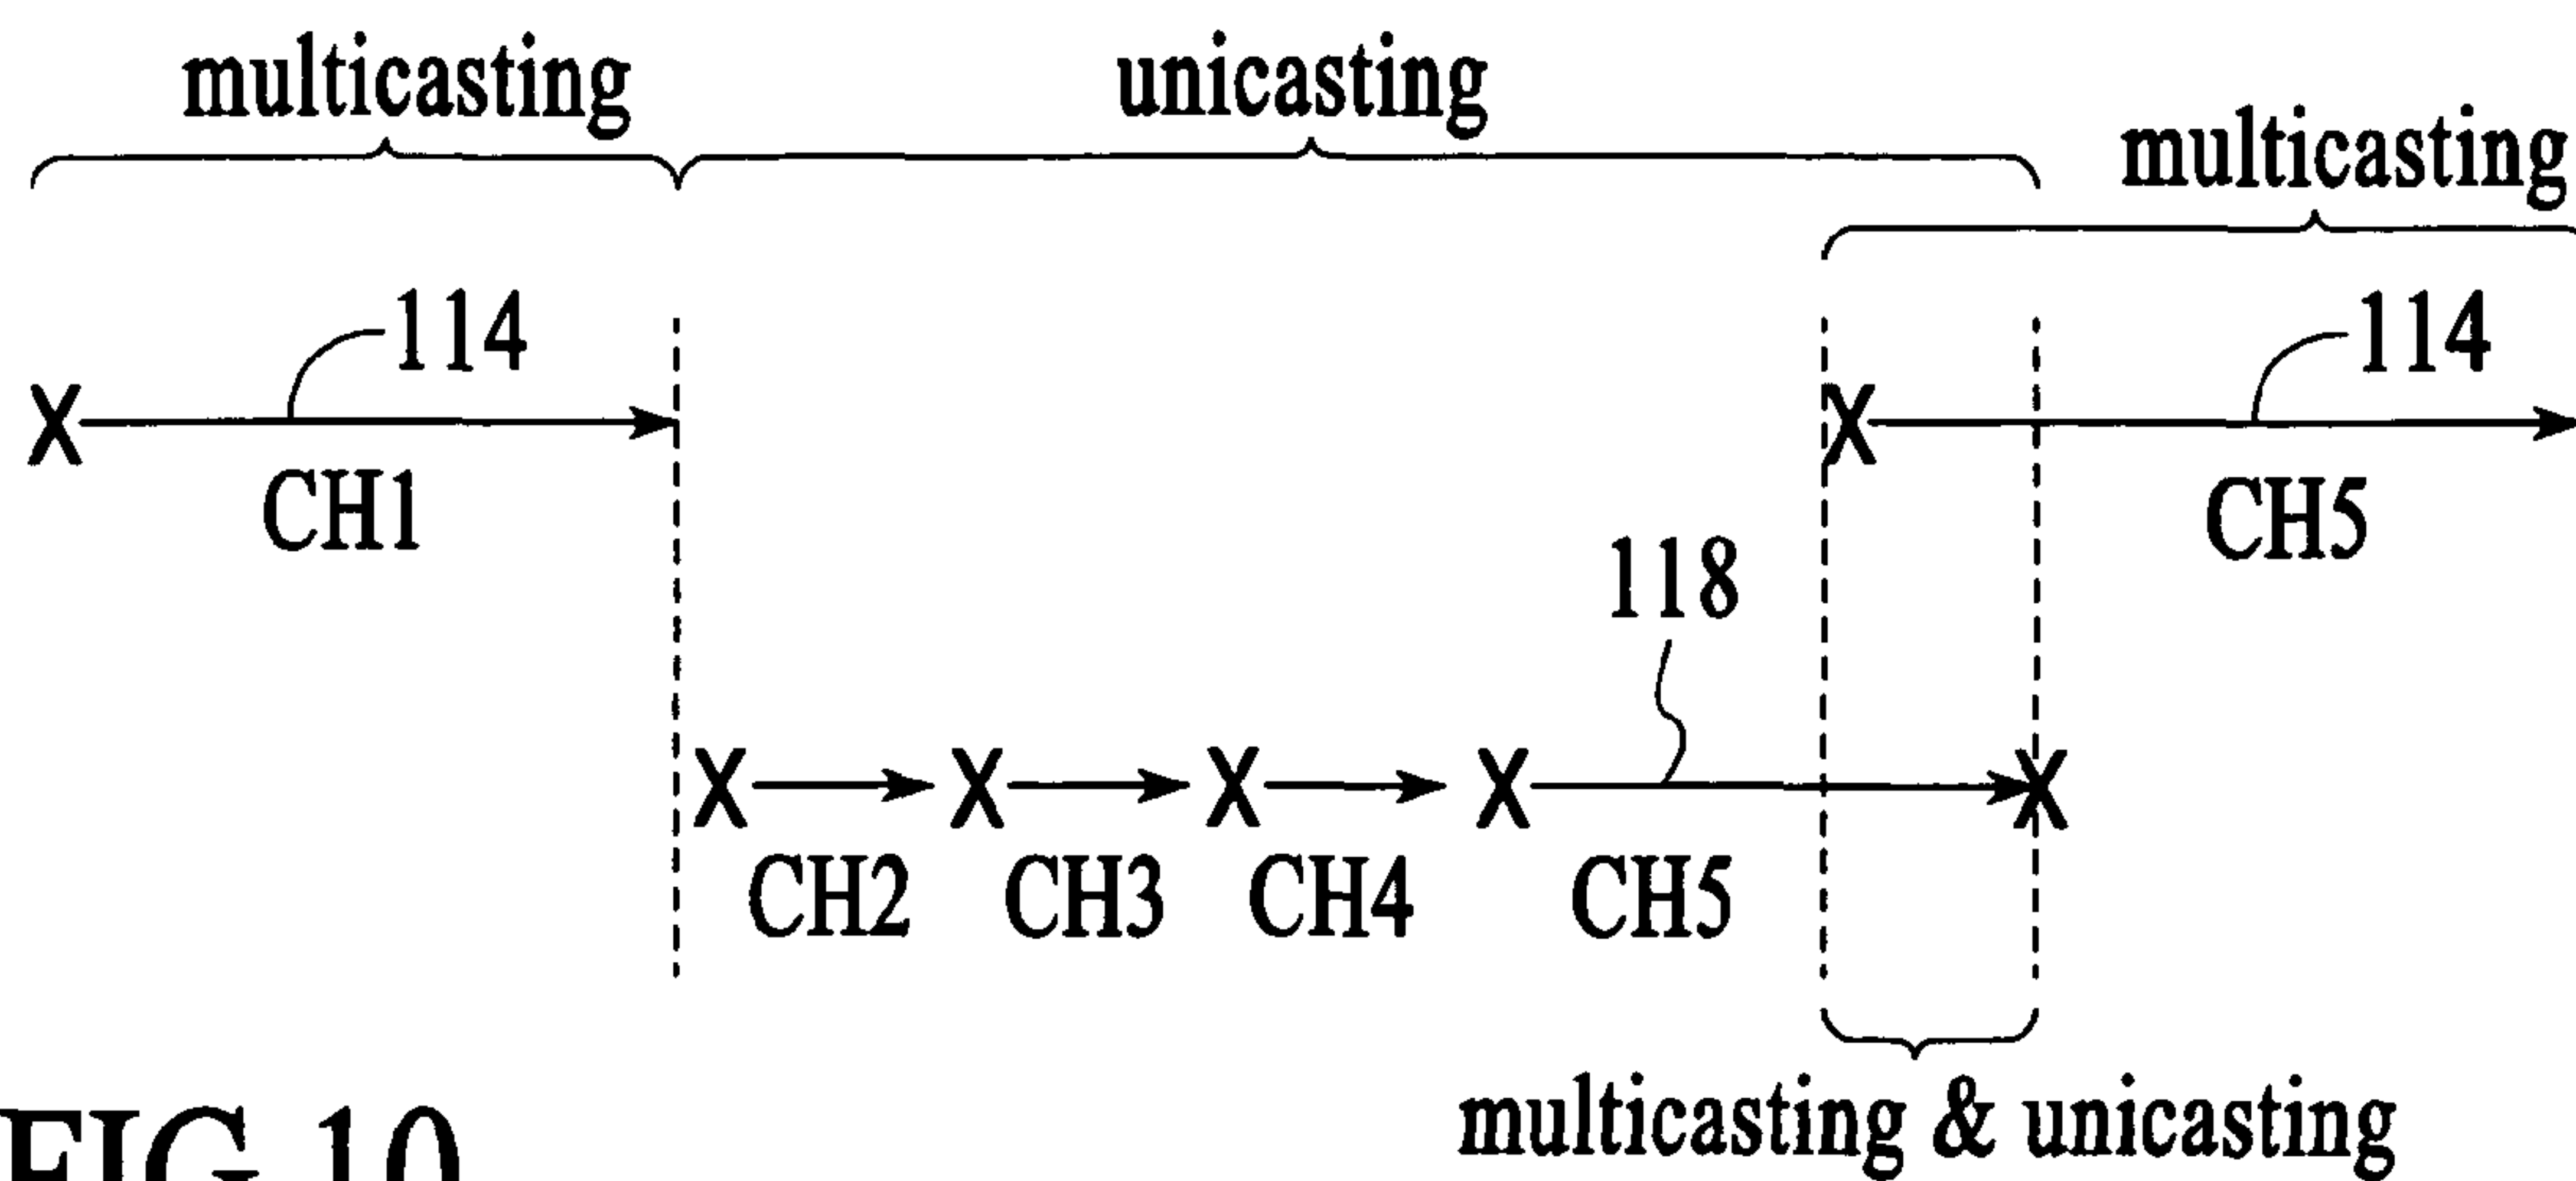 multicasting
unicasting
multicasting
114
114
CH1
CH5
118
X
X
X
X
X
X
X
CH2
CH3
CH4
CH5
multicasting & unicasting
FIG 10